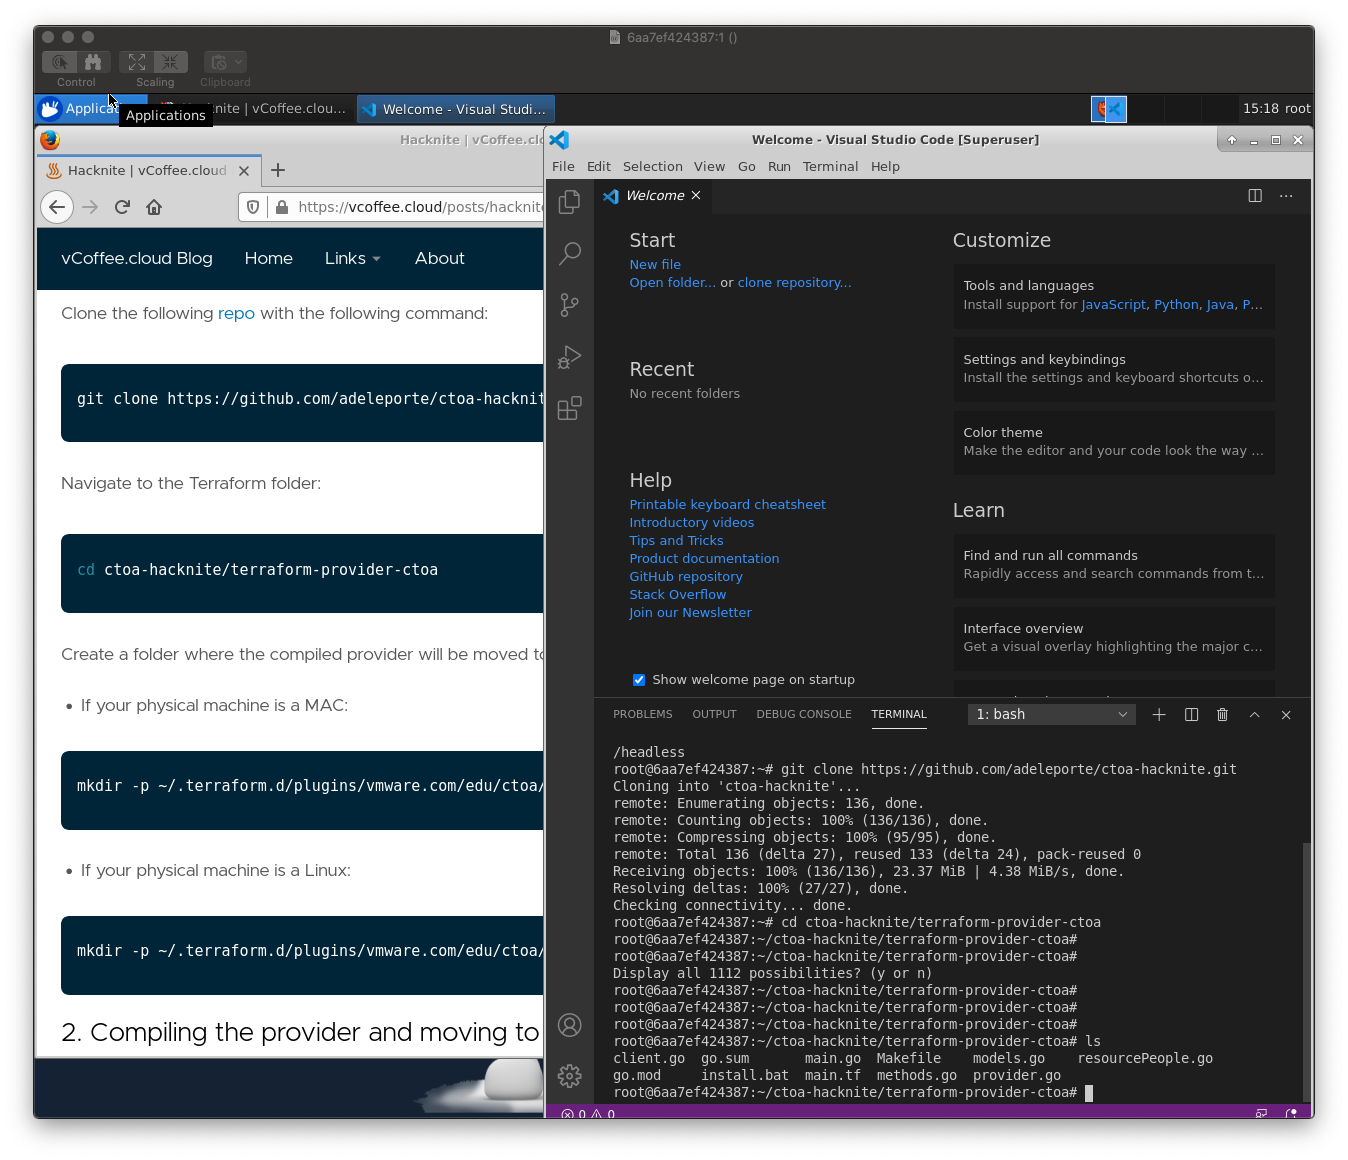 6aa7ef424387:1 ()
Control
Scaling
Clipboard
Applications
knite | vCoffee.clou...
Welcome - Visual Studi...
15:18 root
Hacknite | vCoffee.clo
Hacknite | vCoffee.cloud
https://vcoffee.cloud/posts/hacknite
vCoffee.cloud Blog
Home
Links
About
Clone the following repo with the following command:
git clone https://github.com/adeleporte/ctoa-hacknit
Navigate to the Terraform folder:
cd ctoa-hacknite/terraform-provider-ctoa
Create a folder where the compiled provider will be moved to
• If your physical machine is a MAC:
mkdir -p ~/.terraform.d/plugins/vmware.com/edu/ctoa/
• If your physical machine is a Linux:
mkdir -p ~/.terraform.d/plugins/vmware.com/edu/ctoa/
2. Compiling the provider and moving to
Welcome - Visual Studio Code [Superuser]
File Edit Selection View Go Run Terminal Help
Welcome
Start
New file
Open folder... or clone repository...
Recent
No recent folders
Help
Printable keyboard cheatsheet
Introductory videos
Tips and Tricks
Product documentation
GitHub repository
Stack Overflow
Join our Newsletter
Show welcome page on startup
Customize
Tools and languages
Install support for JavaScript, Python, Java, P...
Settings and keybindings
Install the settings and keyboard shortcuts o...
Color theme
Make the editor and your code look the way ...
Learn
Find and run all commands
Rapidly access and search commands from t...
Interface overview
Get a visual overlay highlighting the major c...
PROBLEMS OUTPUT DEBUG CONSOLE TERMINAL
1: bash
/headless
root@6aa7ef424387:~# git clone https://github.com/adeleporte/ctoa-hacknite.git
Cloning into 'ctoa-hacknite'...
remote: Enumerating objects: 136, done.
remote: Counting objects: 100% (136/136), done.
remote: Compressing objects: 100% (95/95), done.
remote: Total 136 (delta 27), reused 133 (delta 24), pack-reused 0
Receiving objects: 100% (136/136), 23.37 MiB | 4.38 MiB/s, done.
Resolving deltas: 100% (27/27), done.
Checking connectivity... done.
root@6aa7ef424387:~# cd ctoa-hacknite/terraform-provider-ctoa
root@6aa7ef424387:~/ctoa-hacknite/terraform-provider-ctoa#
root@6aa7ef424387:~/ctoa-hacknite/terraform-provider-ctoa#
Display all 1112 possibilities? (y or n)
root@6aa7ef424387:~/ctoa-hacknite/terraform-provider-ctoa#
root@6aa7ef424387:~/ctoa-hacknite/terraform-provider-ctoa#
root@6aa7ef424387:~/ctoa-hacknite/terraform-provider-ctoa#
root@6aa7ef424387:~/ctoa-hacknite/terraform-provider-ctoa# ls
client.go go.sum main.go Makefile models.go resourcePeople.go
go.mod install.bat main.tf methods.go provider.go
root@6aa7ef424387:~/ctoa-hacknite/terraform-provider-ctoa#
0 0